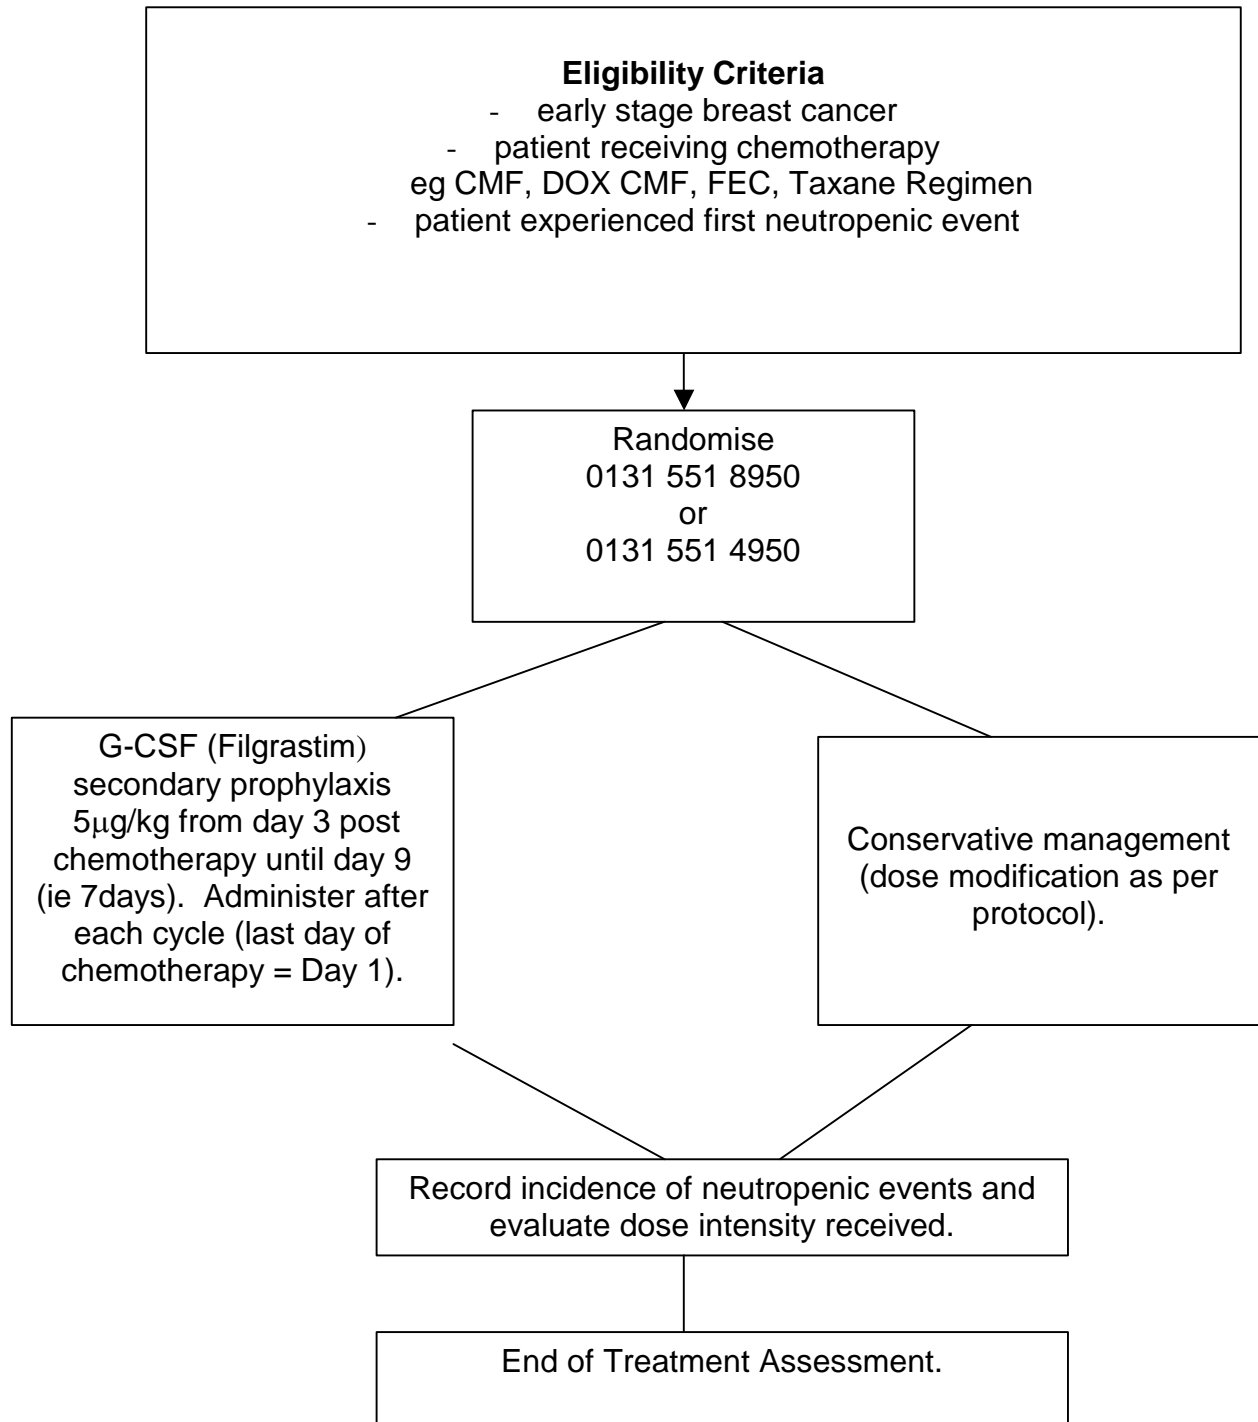 Eligibility Criteria
- early stage breast cancer
- patient receiving chemotherapy
eg CMF, DOX CMF, FEC, Taxane Regimen
- patient experienced first neutropenic event
Randomise
0131 551 8950
or
0131 551 4950
G-CSF (Filgrastim)
secondary prophylaxis
5μg/kg from day 3 post
chemotherapy until day 9
(ie 7days).  Administer after
each cycle (last day of
chemotherapy = Day 1).
Conservative management
(dose modification as per
protocol).
Record incidence of neutropenic events and
evaluate dose intensity received.
End of Treatment Assessment.